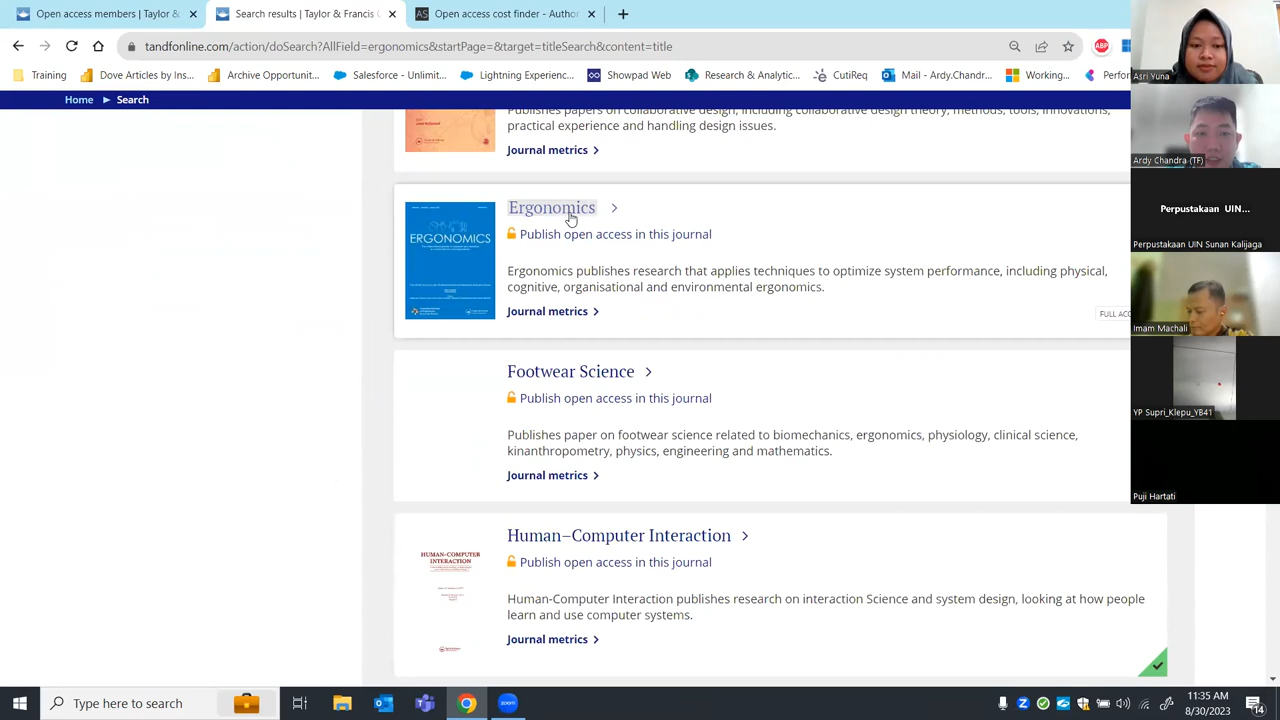 Open access members | Taylor &
Search results | Taylor & Francis
Open access cost finder - Author
tandfonline.com/action/doSearch?AllField=ergonomics&startPage=&target=titleSearch&content=title
ABP
Training
Dove Articles by Ins...
Archive Opportunit...
Salesforce - Unlimit...
Lightning Experienc...
Showpad Web
Research & Analytic...
CutiReq
Mail - Ardy.Chandr...
Working...
Perfor
Home ► Search
Publishes papers on collaborative design, including collaborative design theory, methods, tools, innovations,
practical experience and handling design issues.
Journal metrics
Ergonomics
ERGONOMICS
Publish open access in this journal
Ergonomics publishes research that applies techniques to optimize system performance, including physical,
cognitive, organisational and environmental ergonomics.
Journal metrics
FULL ACC
Footwear Science
Publish open access in this journal
Publishes paper on footwear science related to biomechanics, ergonomics, physiology, clinical science,
kinanthropometry, physics, engineering and mathematics.
Journal metrics
Human–Computer Interaction
HUMAN-COMPUTER
INTERACTION
Publish open access in this journal
Human-Computer Interaction publishes research on interaction Science and system design, looking at how people
learn and use computer systems.
Journal metrics
Asri Yuna
Ardy Chandra (TF)
Perpustakaan UIN...
Perpustakaan UIN Sunan Kalijaga
Imam Machali
YP Supri_Klepu_YB41
Puji Hartati
Type here to search
11:35 AM
8/30/2023
14